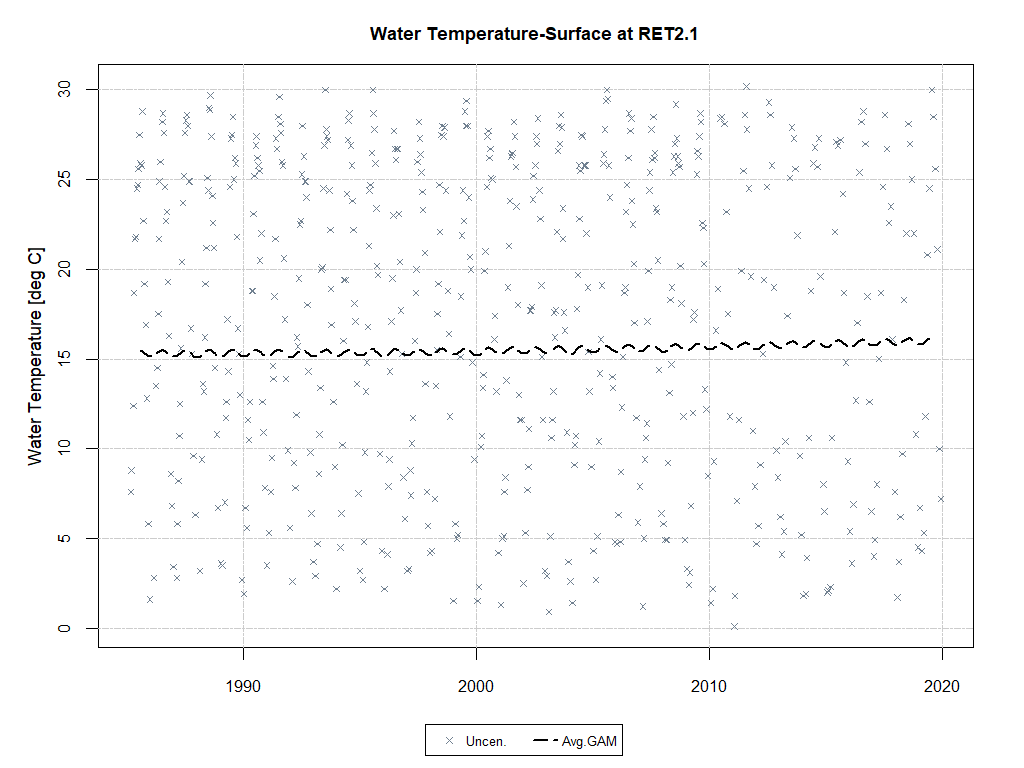 Water Temperature-Surface at RET2.1
Water Temperature [deg C]
30
25
20
15
10
5
0
1990
2000
2010
2020
Uncen.
Avg.GAM